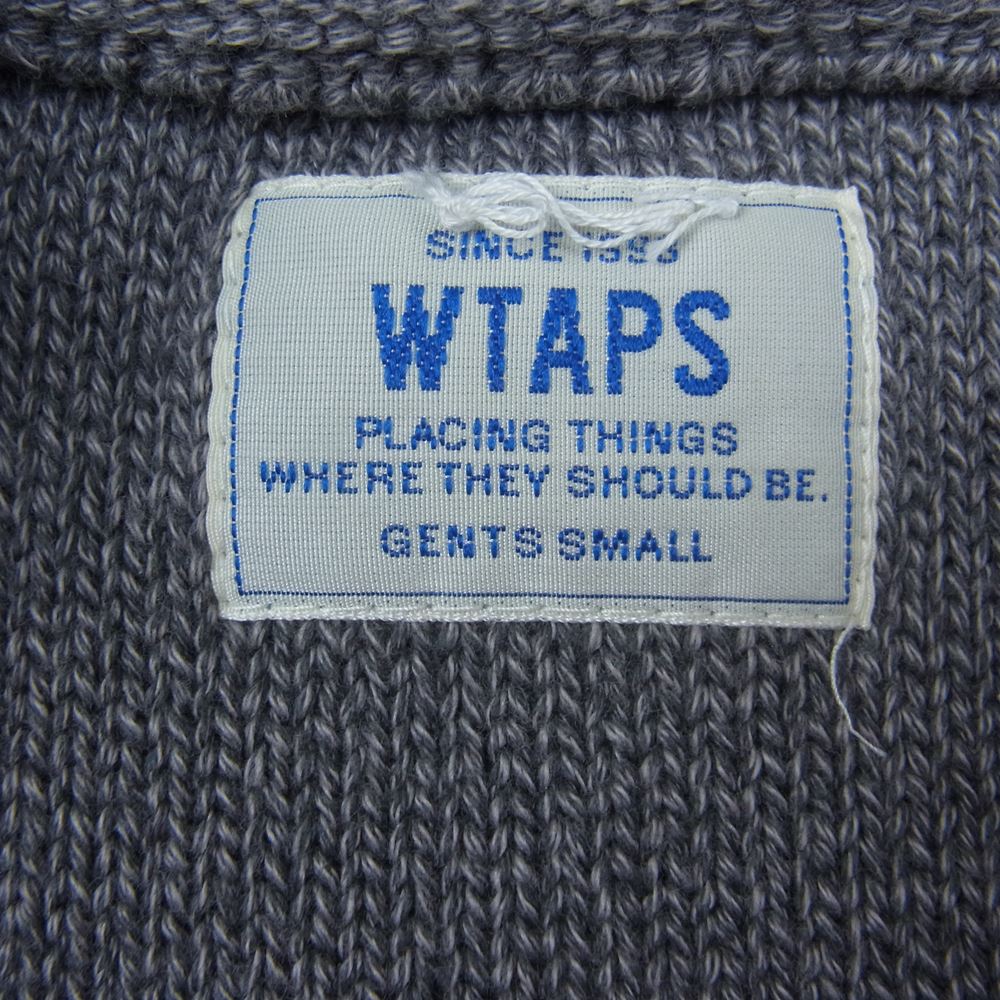 SINCE 1993
WTAPS
PLACING THINGS
WHERE THEY SHOULD BE.
GENTS SMALL